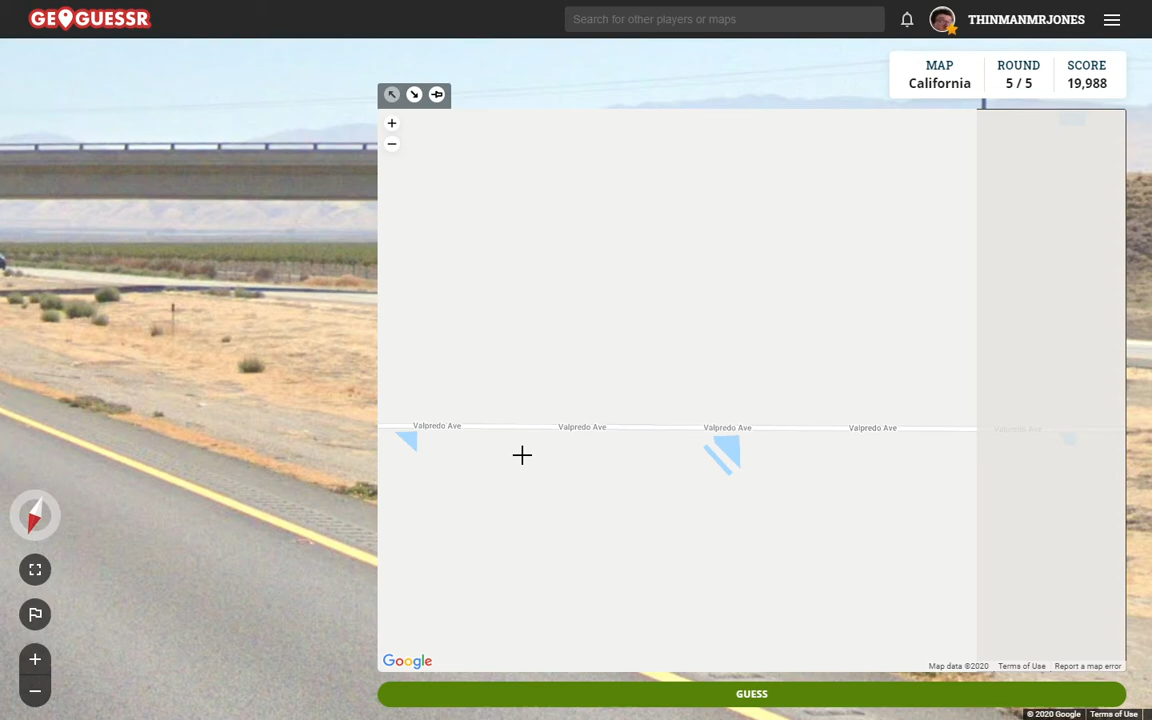 GEOGUESSR
Search for other players or maps
THINMANMRJONES
MAP
ROUND
SCORE
California
5 / 5
19,988
Valpredo Ave
Valpredo Ave
Valpredo Ave
Valpredo Ave
Valpredo Ave
Google
Map data ©2020
Terms of Use
Report a map error
GUESS
© 2020 Google
Terms of Use